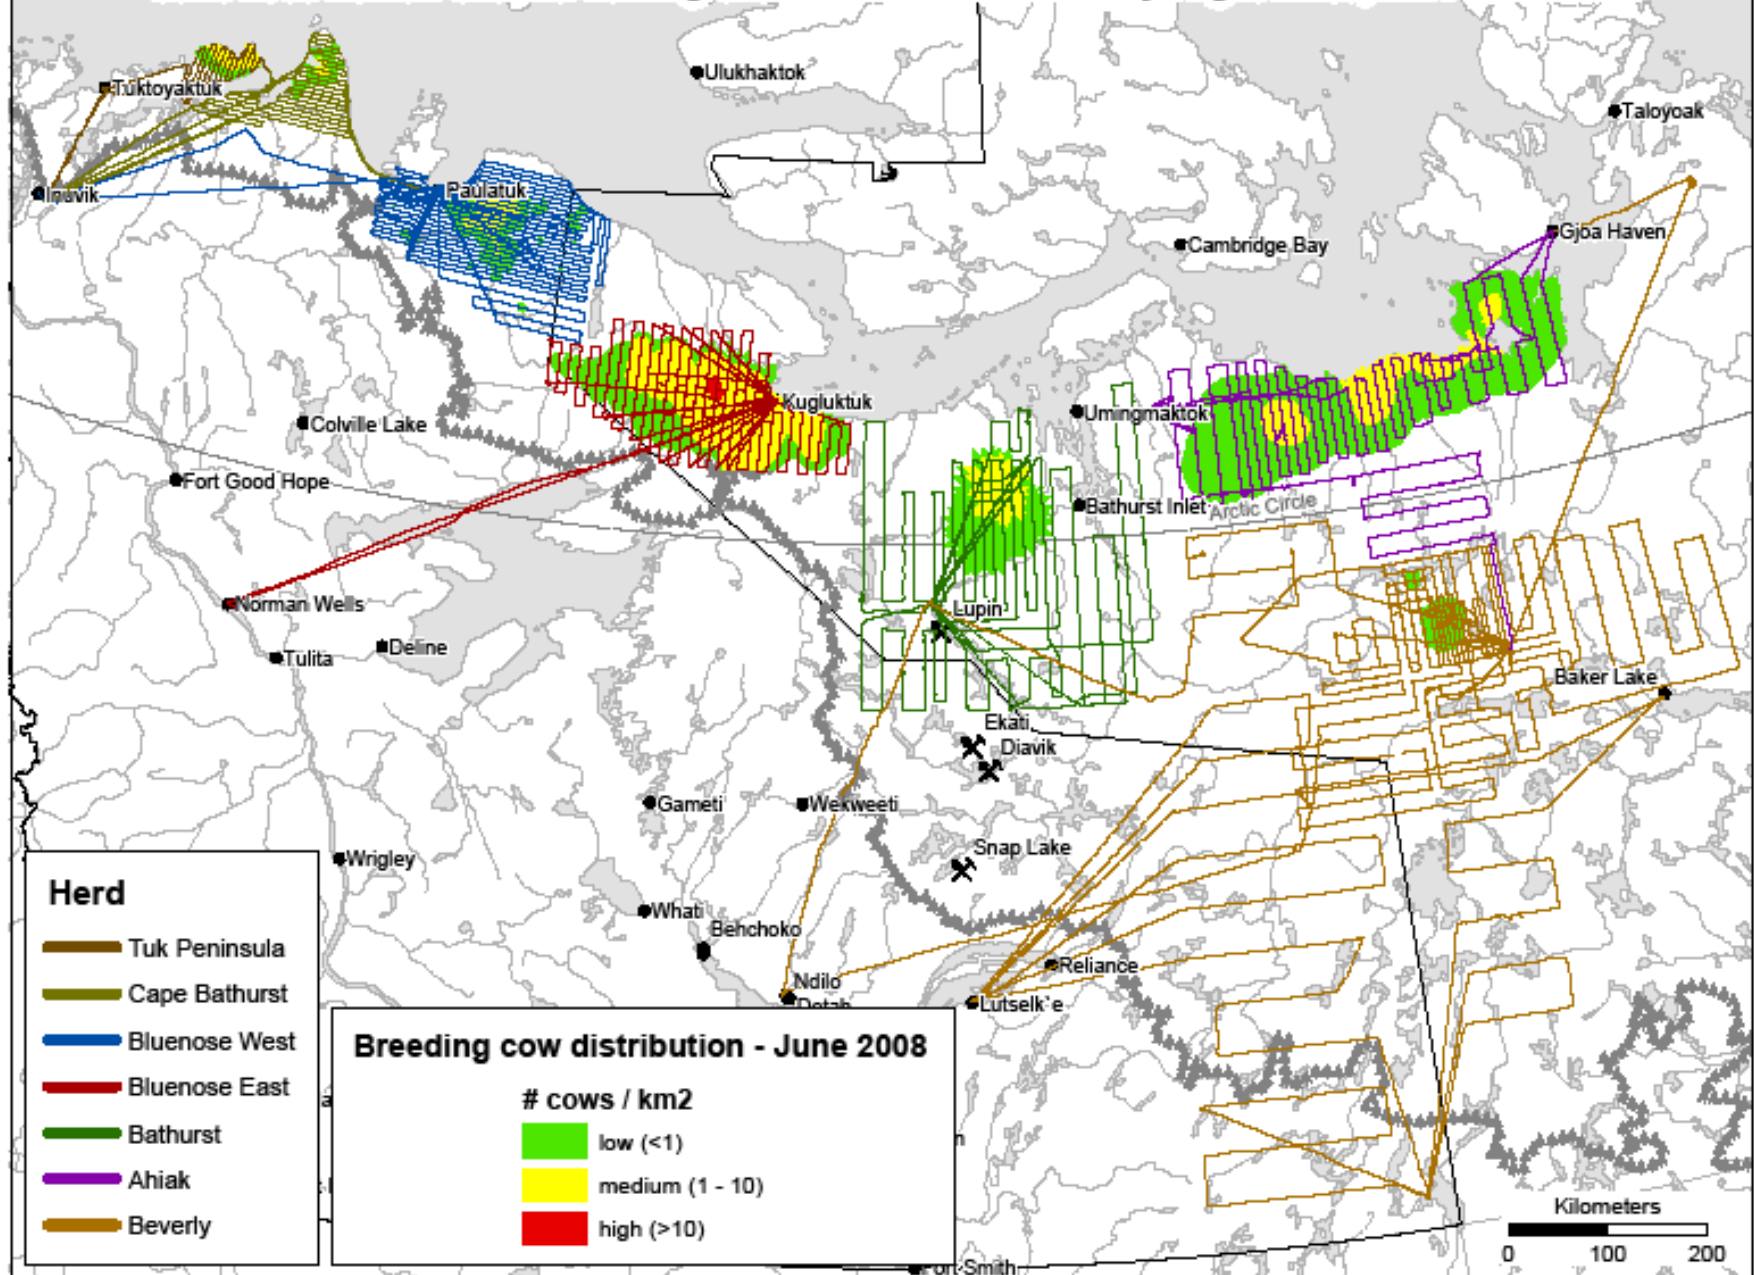 Ulukhaktok
Tuktoyaktuk
Taloyoak
Inuvik
Paulatuk
Gjoa Haven
Cambridge Bay
Kugluktuk
Umingmaktok
Colville Lake
Fort Good Hope
Bathurst Inlet
Arctic Circle
Norman Wells
Lupin
Deline
Tulita
Baker Lake
Ekati
Diavik
Gameti
Wekweeti
Snap Lake
Wrigley
Whati
Behchoko
Reliance
Ndilo
Detah
Lutselk'e
Herd
Tuk Peninsula
Cape Bathurst
Bluenose West
Bluenose East
Bathurst
Ahiak
Beverly
Breeding cow distribution - June 2008
# cows / km2
low (<1)
medium (1 - 10)
high (>10)
Kilometers
0 100 200
Fort Smith